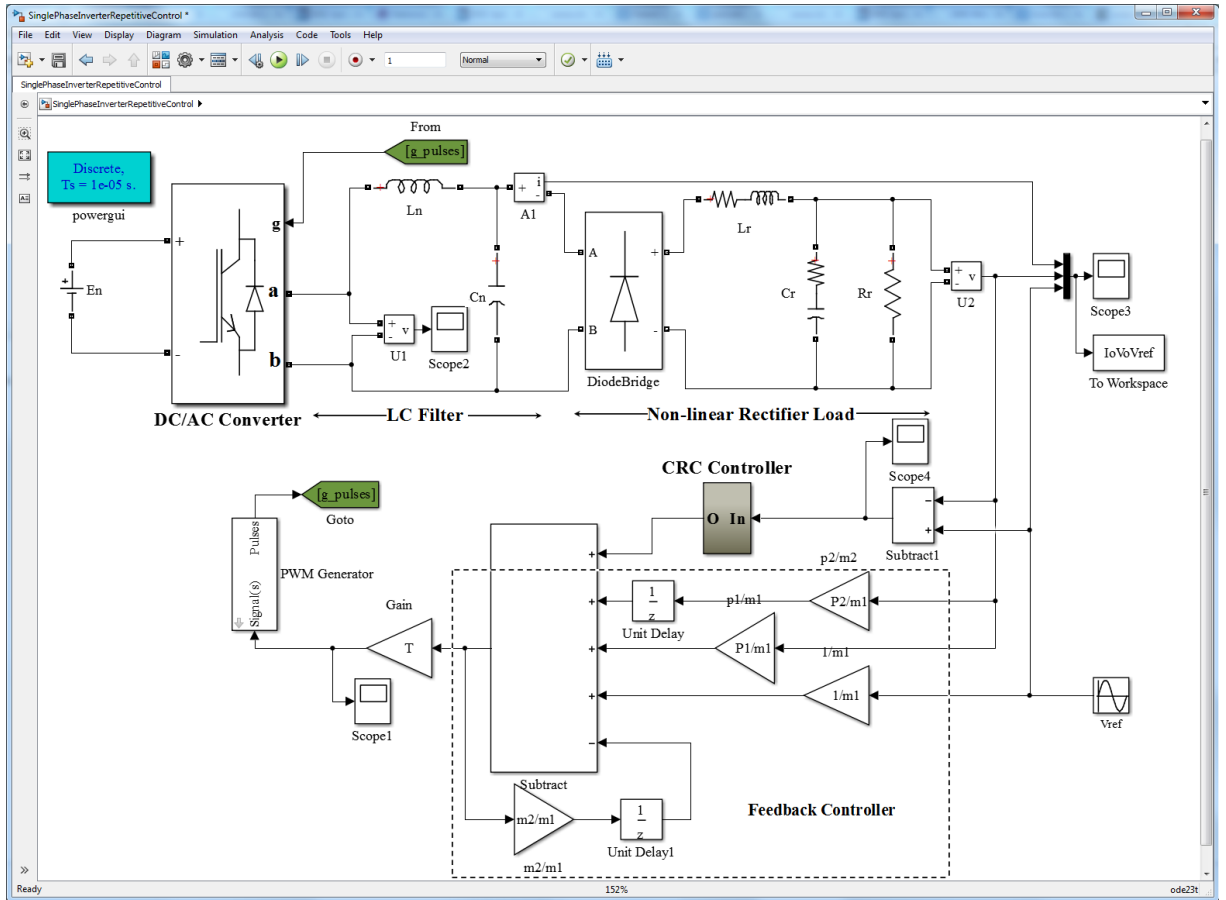 SinglePhaseInverterRepetitiveControl *
File Edit View Display Diagram Simulation Analysis Code Tools Help
1
Normal
SinglePhaseInverterRepetitiveControl
SinglePhaseInverterRepetitiveControl
From
[g_pulses]
Discrete,
Ts = 1e-05 s.
powergui
g
a
b
+
-
En
Ln
+
-
i
A1
Cn
+
-
v
U1
Scope2
A
B
+
-
DiodeBridge
Lr
Cr
Rr
+
-
v
U2
Scope3
IoVoVref
To Workspace
DC/AC Converter
LC Filter
Non-linear Rectifier Load
Scope4
CRC Controller
O In
−
+
Subtract1
[g_pulses]
Goto
Pulses
Signal(s)
PWM Generator
Gain
T
Scope1
+
+
+
+
−
Subtract
p2/m2
P2/m1
1
z
Unit Delay
p1/m1
P1/m1
1/m1
1/m1
Vref
m2/m1
m2/m1
1
z
Unit Delay1
Feedback Controller
Ready
152%
ode23t